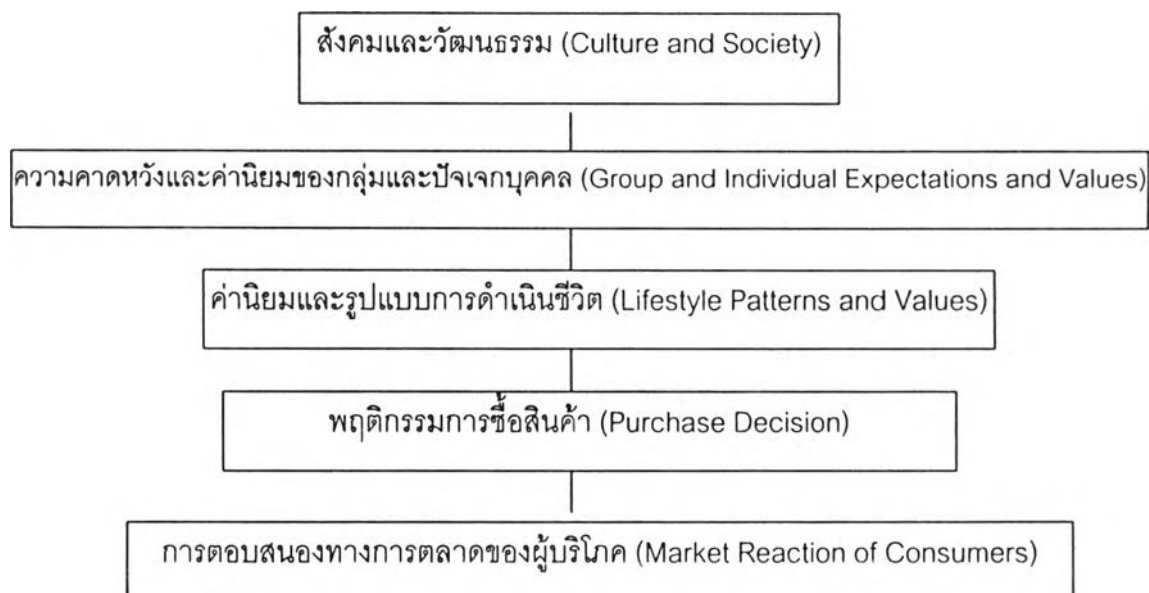 สังคมและวัฒนธรรม (Culture and Society)
ความคาดหวังและค่านิยมของกลุ่มและปัจเจกบุคคล (Group and Individual Expectations and Values)
ค่านิยมและรูปแบบการดำเนินชีวิต (Lifestyle Patterns and Values)
พฤติกรรมการซื้อสินค้า (Purchase Decision)
การตอบสนองทางการตลาดของผู้บริโภค (Market Reaction of Consumers)